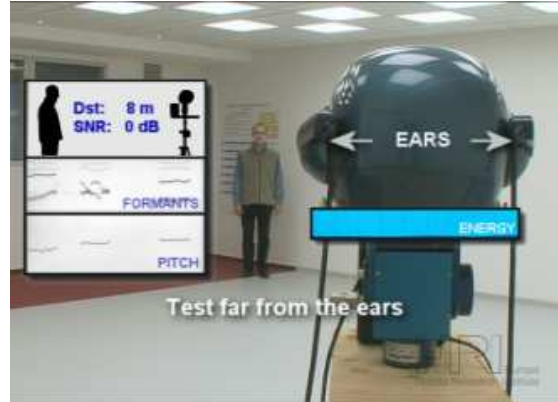 Dst: 8 m
SNR: 0 dB
EARS
FORMANTS
ENERGY
PITCH
Test far from the ears